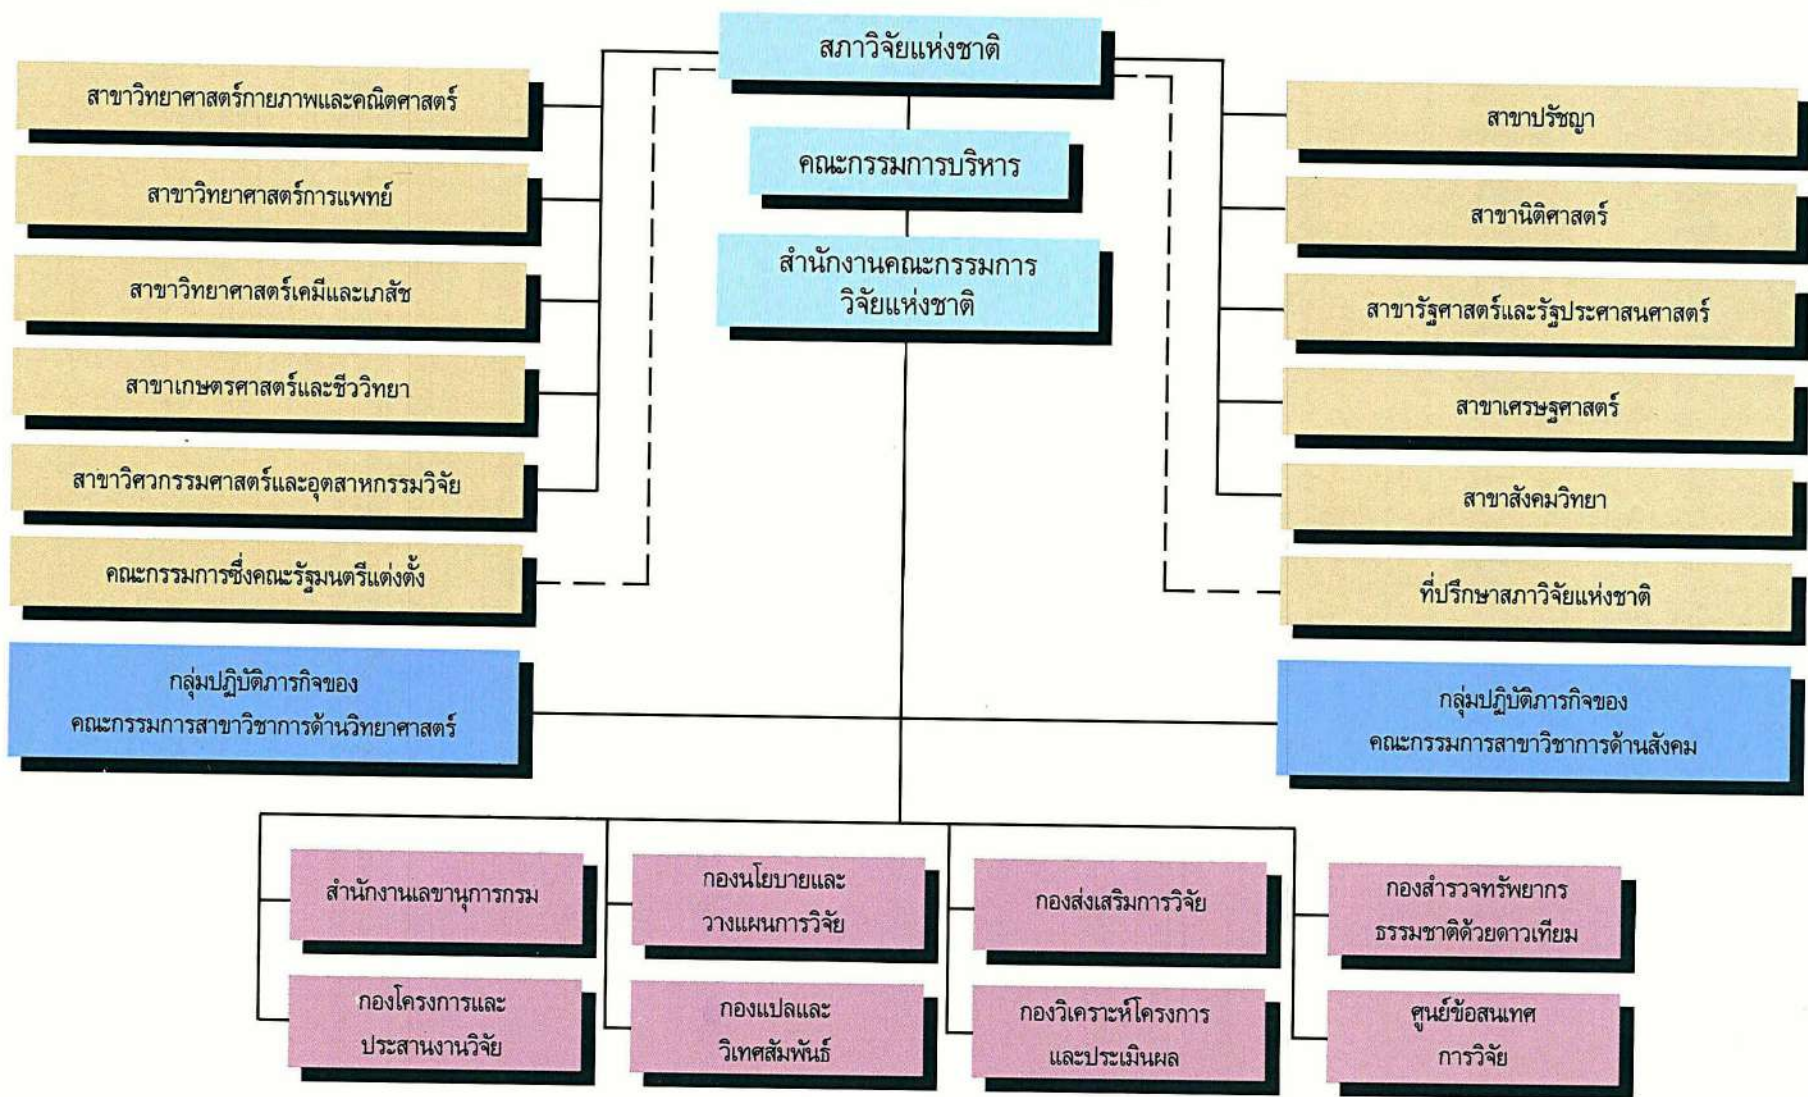 สภาวิจัยแห่งชาติ
คณะกรรมการบริหาร
สำนักงานคณะกรรมการ
วิจัยแห่งชาติ
สาขาวิทยาศาสตร์กายภาพและคณิตศาสตร์
สาขาวิทยาศาสตร์การแพทย์
สาขาวิทยาศาสตร์เคมีและเภสัช
สาขาเกษตรศาสตร์และชีววิทยา
สาขาวิศวกรรมศาสตร์และอุตสาหกรรมวิจัย
คณะกรรมการซึ่งคณะรัฐมนตรีแต่งตั้ง
สาขาปรัชญา
สาขานิติศาสตร์
สาขารัฐศาสตร์และรัฐประศาสนศาสตร์
สาขาเศรษฐศาสตร์
สาขาสังคมวิทยา
ที่ปรึกษาสภาวิจัยแห่งชาติ
กลุ่มปฏิบัติภารกิจของ
คณะกรรมการสาขาวิชาการด้านวิทยาศาสตร์
กลุ่มปฏิบัติภารกิจของ
คณะกรรมการสาขาวิชาการด้านสังคม
สำนักงานเลขานุการกรม
กองนโยบายและ
วางแผนการวิจัย
กองส่งเสริมการวิจัย
กองสำรวจทรัพยากร
ธรรมชาติด้วยดาวเทียม
กองโครงการและ
ประสานงานวิจัย
กองแปลและ
วิเทศสัมพันธ์
กองวิเคราะห์โครงการ
และประเมินผล
ศูนย์ข้อสนเทศ
การวิจัย